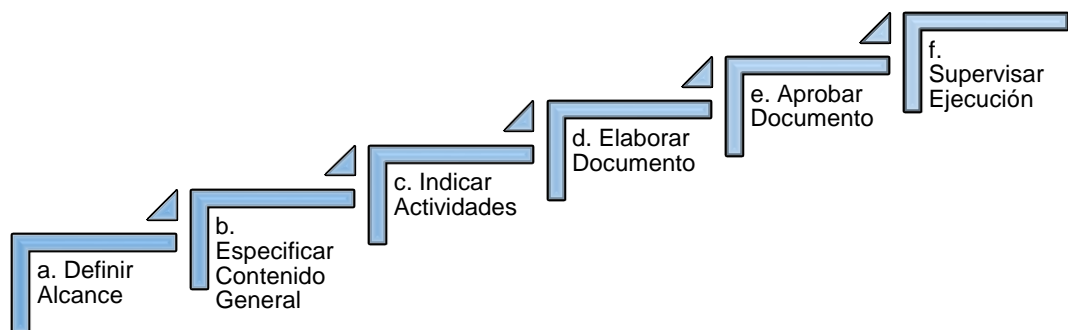 a. Definir
Alcance
b.
Especificar
Contenido
General
c. Indicar
Actividades
d. Elaborar
Documento
e. Aprobar
Documento
f.
Supervisar
Ejecución